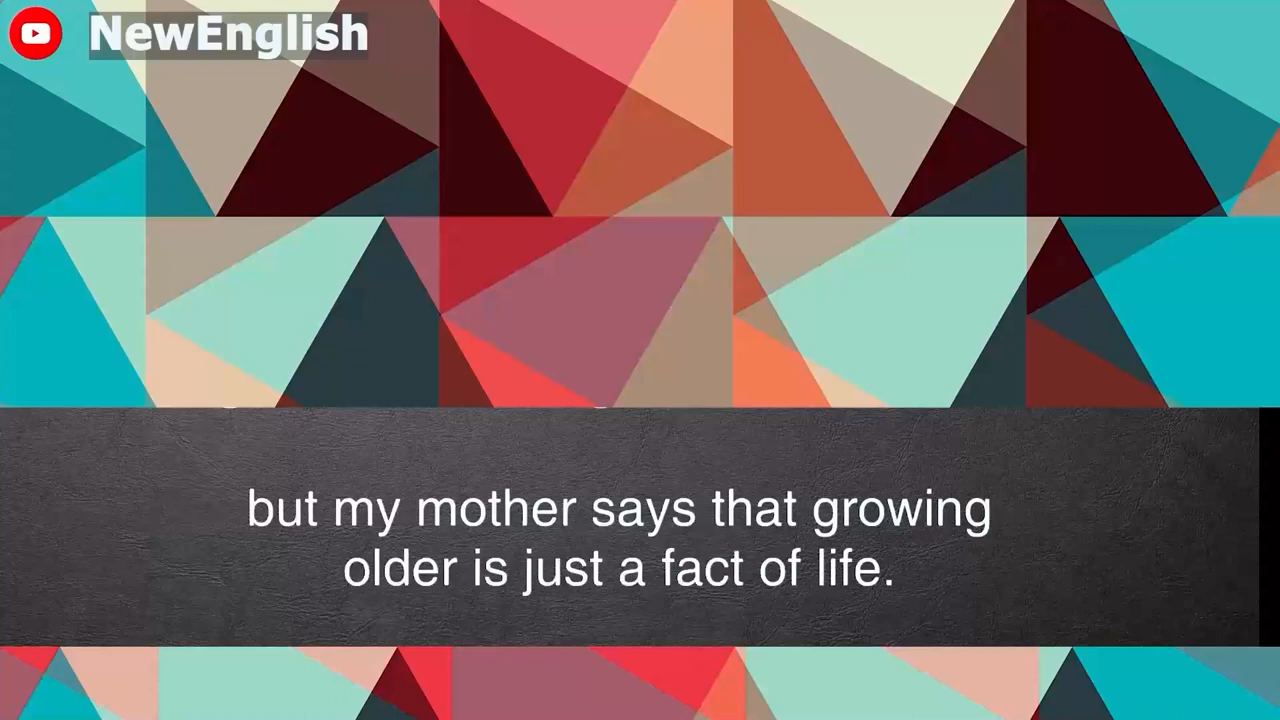 NewEnglish
but my mother says that growing
older is just a fact of life.